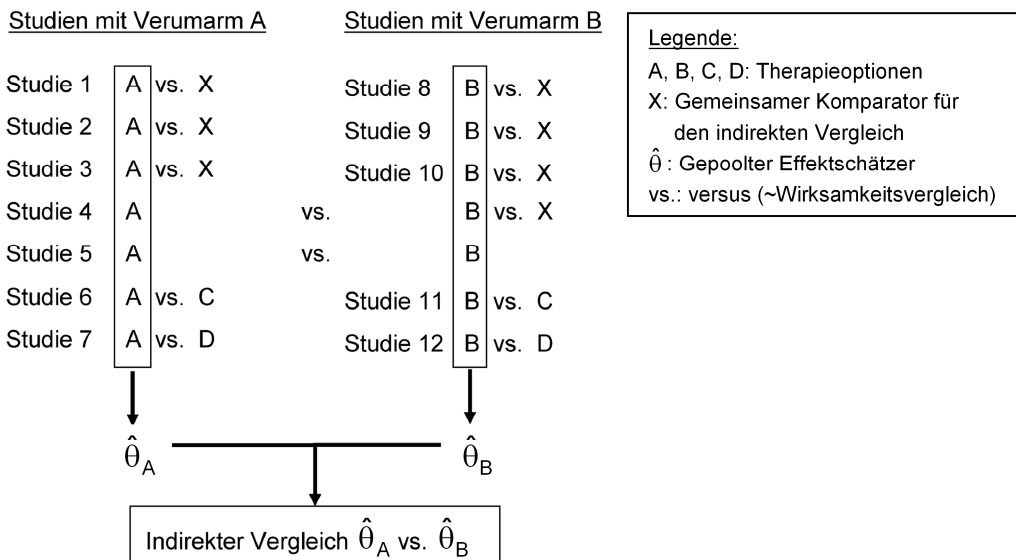 Studien mit Verumarm A
Studie 1 A vs. X
Studie 2 A vs. X
Studie 3 A vs. X
Studie 4 A vs. B vs. X
Studie 5 A vs. B
Studie 6 A vs. C
Studie 7 A vs. D
θ̂A
Studien mit Verumarm B
Studie 8 B vs. X
Studie 9 B vs. X
Studie 10 B vs. X
Studie 11 B vs. C
Studie 12 B vs. D
θ̂B
Indirekter Vergleich θ̂A vs. θ̂B
Legende:
A, B, C, D: Therapieoptionen
X: Gemeinsamer Komparator für
den indirekten Vergleich
θ̂ : Gepoolter Effektschätzer
vs.: versus (~Wirksamkeitsvergleich)